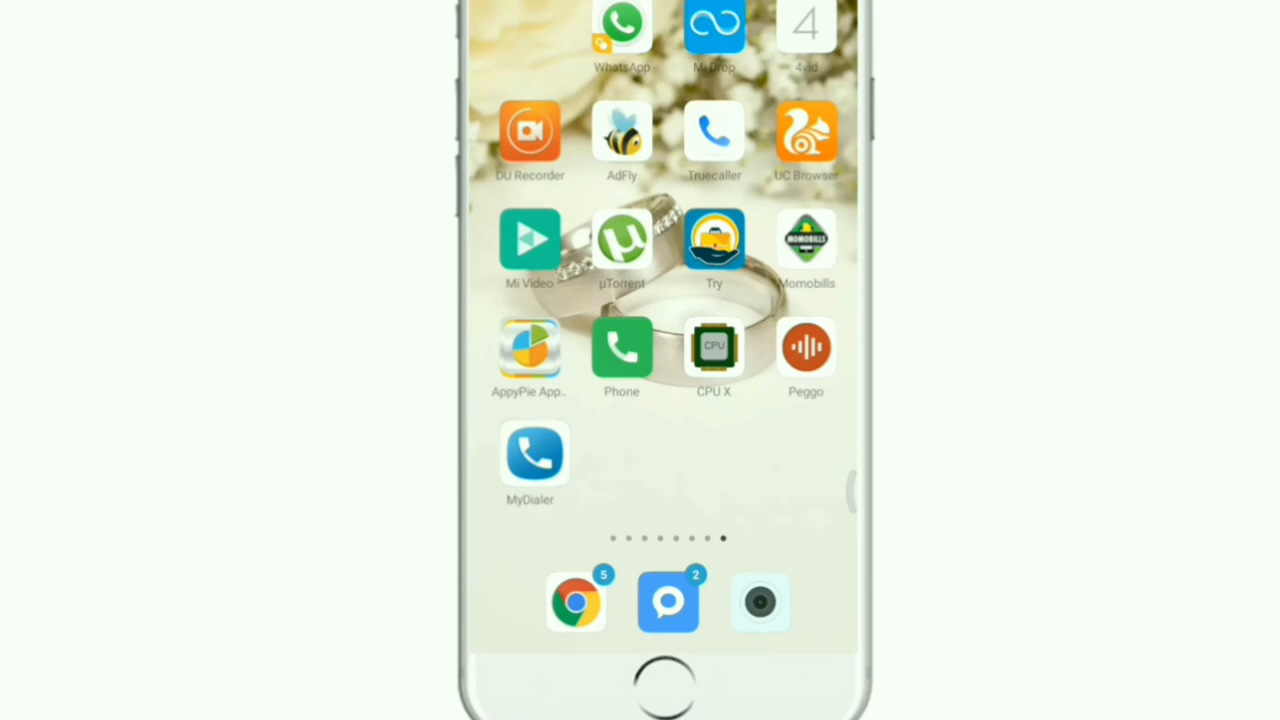 WhatsApp Mi Drop 4vid
DU Recorder AdFly Truecaller UC Browser
MOMOBILLS
Mi Video µTorrent Try Momobills
CPU
AppyPie App.. Phone CPU X Peggo
MyDialer
5 2